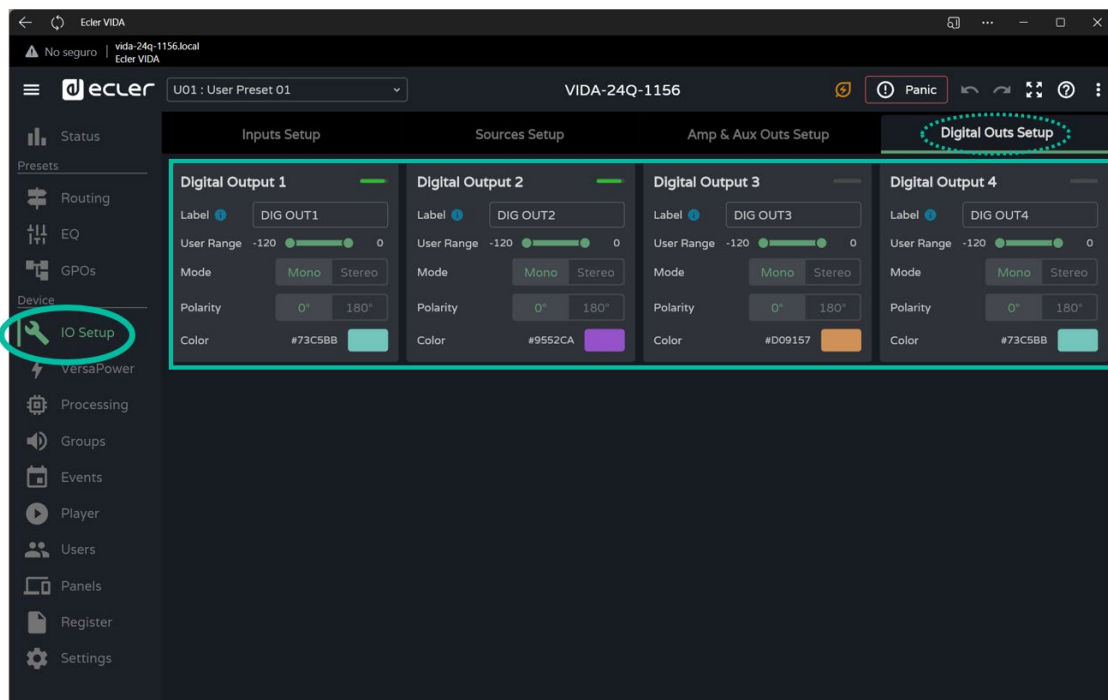 Ecler VIDA
No seguro
vida-24q-1156.local
Ecler VIDA
ecler
U01 : User Preset 01
VIDA-24Q-1156
Panic
Status
Presets
Routing
EQ
GPOs
Device
IO Setup
VersaPower
Processing
Groups
Events
Player
Users
Panels
Register
Settings
Inputs Setup
Sources Setup
Amp & Aux Outs Setup
Digital Outs Setup
Digital Output 1
Label
DIG OUT1
User Range -120 0
Mode Mono Stereo
Polarity 0° 180°
Color #73C5BB
Digital Output 2
Label
DIG OUT2
User Range -120 0
Mode Mono Stereo
Polarity 0° 180°
Color #9552CA
Digital Output 3
Label
DIG OUT3
User Range -120 0
Mode Mono Stereo
Polarity 0° 180°
Color #D09157
Digital Output 4
Label
DIG OUT4
User Range -120 0
Mode Mono Stereo
Polarity 0° 180°
Color #73C5BB